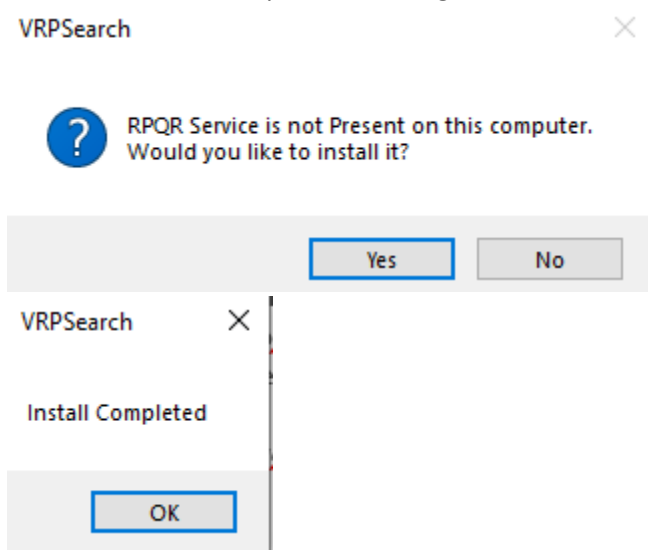 VRPSearch
RPQR Service is not Present on this computer.
Would you like to install it?
Yes
No
VRPSearch
Install Completed
OK